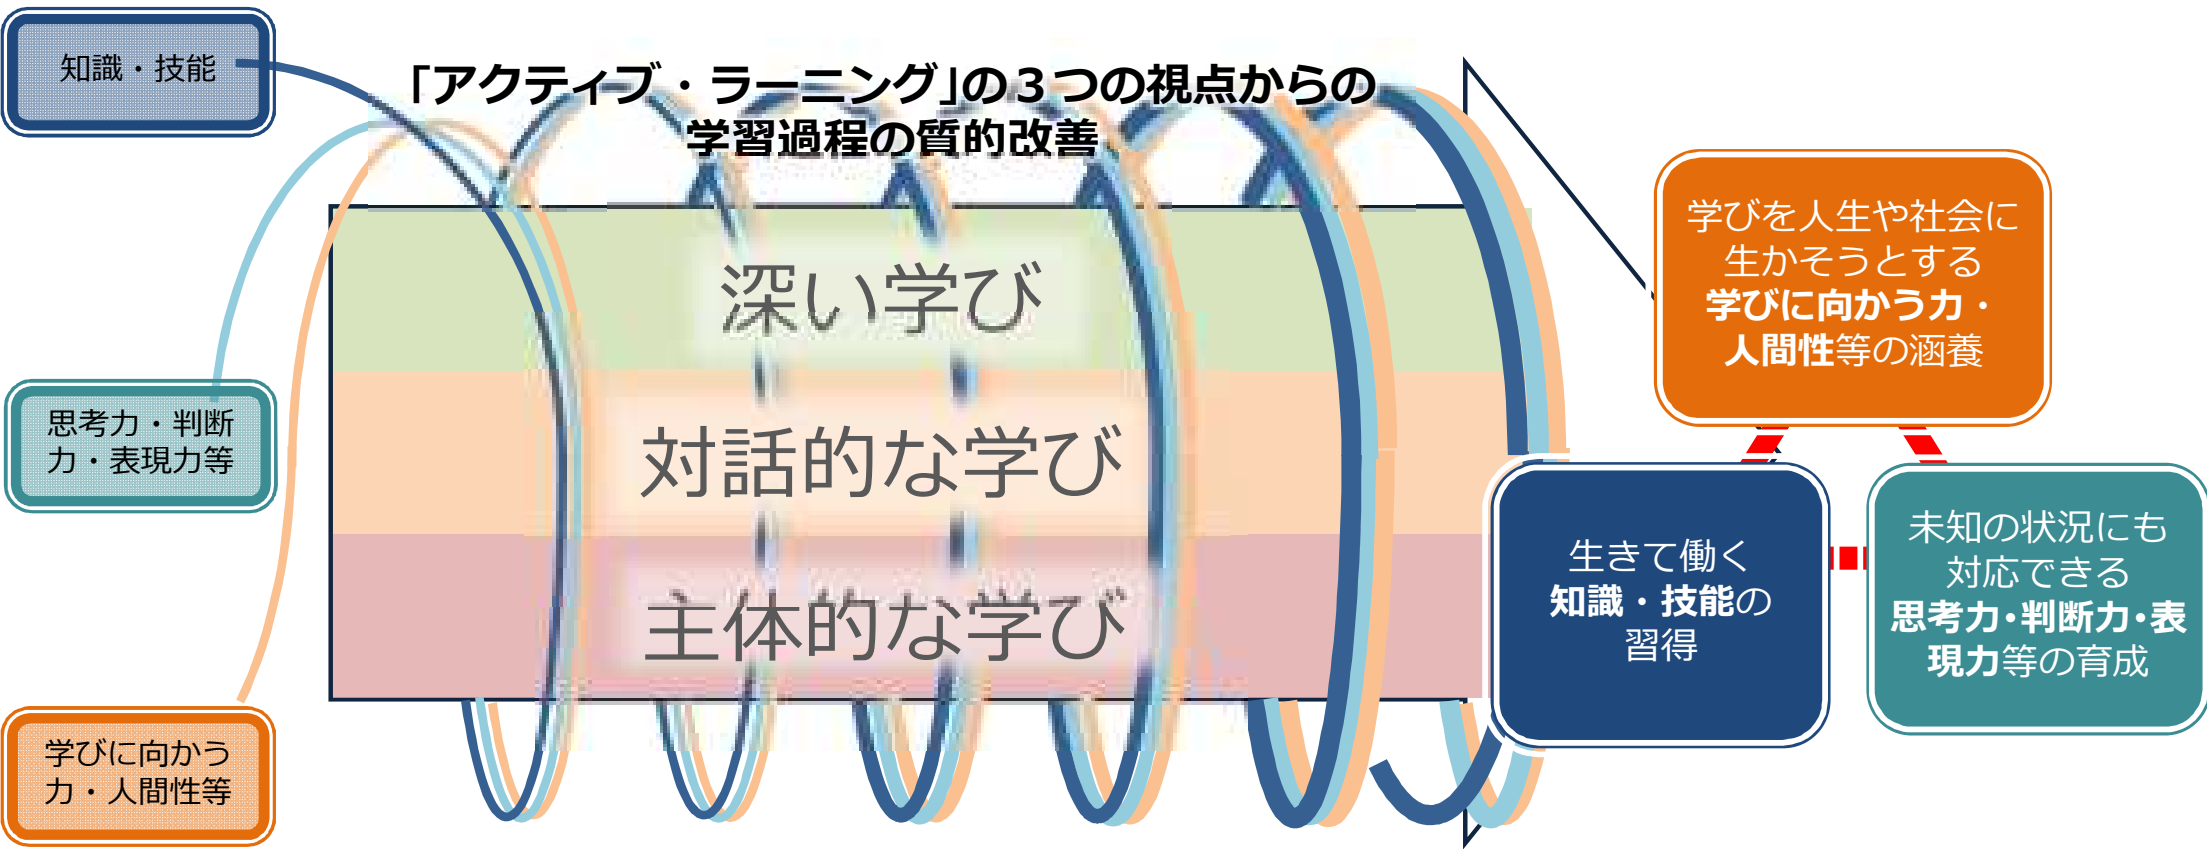 知識・技能
「アクティブ・ラーニング」の３つの視点からの
学習過程の質的改善
思考力・判断
力・表現力等
学びに向かう
力・人間性等
深い学び
対話的な学び
主体的な学び
学びを人生や社会に
生かそうとする
学びに向かう力・
人間性等の涵養
生きて働く
知識・技能の
習得
未知の状況にも
対応できる
思考力・判断力・表
現力等の育成